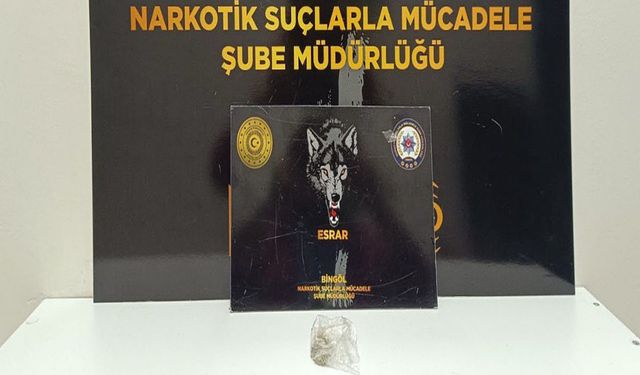 NARKOTİK SUÇLARLA MÜCADELE
ŞUBE MÜDÜRLÜĞÜ
ESRAR
BİNGÖL
NARKOTİK SUÇLARLA MÜCADELE
ŞUBE MÜDÜRLÜĞÜ